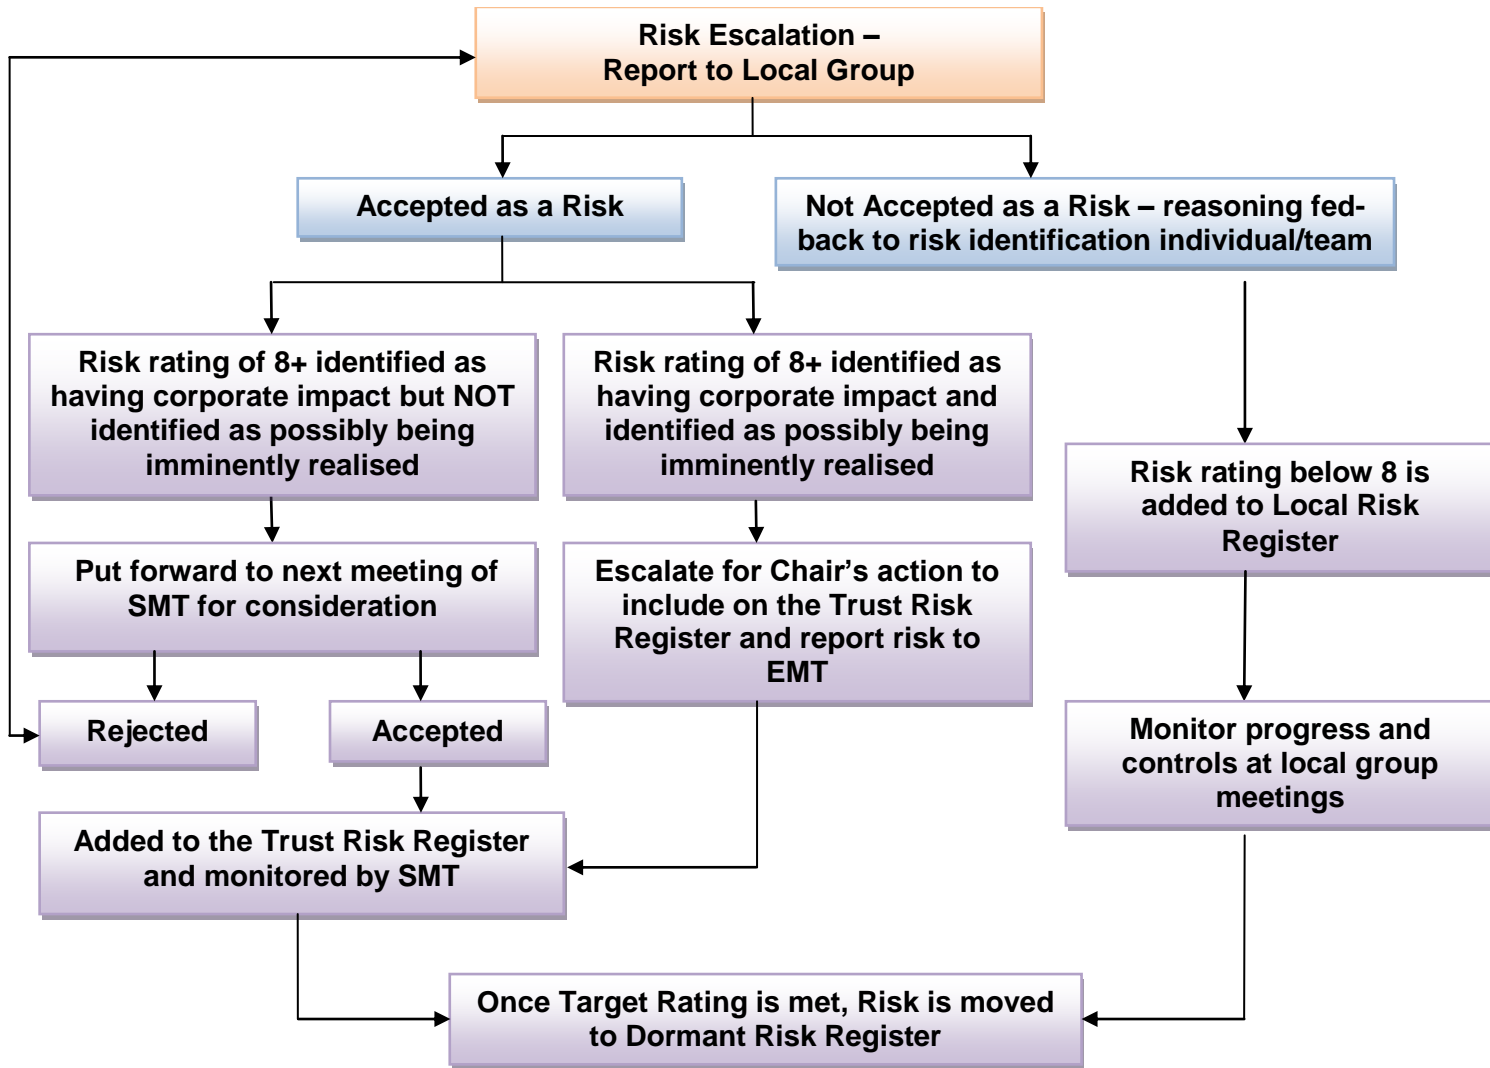 Risk Escalation –
Report to Local Group
Accepted as a Risk
Not Accepted as a Risk – reasoning fed-
back to risk identification individual/team
Risk rating of 8+ identified as
having corporate impact but NOT
identified as possibly being
imminently realised
Risk rating of 8+ identified as
having corporate impact and
identified as possibly being
imminently realised
Risk rating below 8 is
added to Local Risk
Register
Put forward to next meeting of
SMT for consideration
Escalate for Chair’s action to
include on the Trust Risk
Register and report risk to
EMT
Rejected
Accepted
Monitor progress and
controls at local group
meetings
Added to the Trust Risk Register
and monitored by SMT
Once Target Rating is met, Risk is moved
to Dormant Risk Register